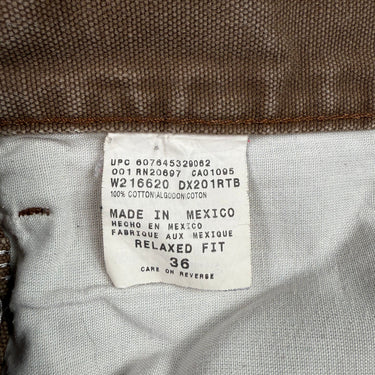 UPC 607645329062
001 RN20697 CA01095
W216620 DX201RTB
100% COTTON/ALGODON/COTON
MADE IN MEXICO
HECHO EN MEXICO
FABRIQUE AUX MEXIQUE
RELAXED FIT
36
CARE ON REVERSE